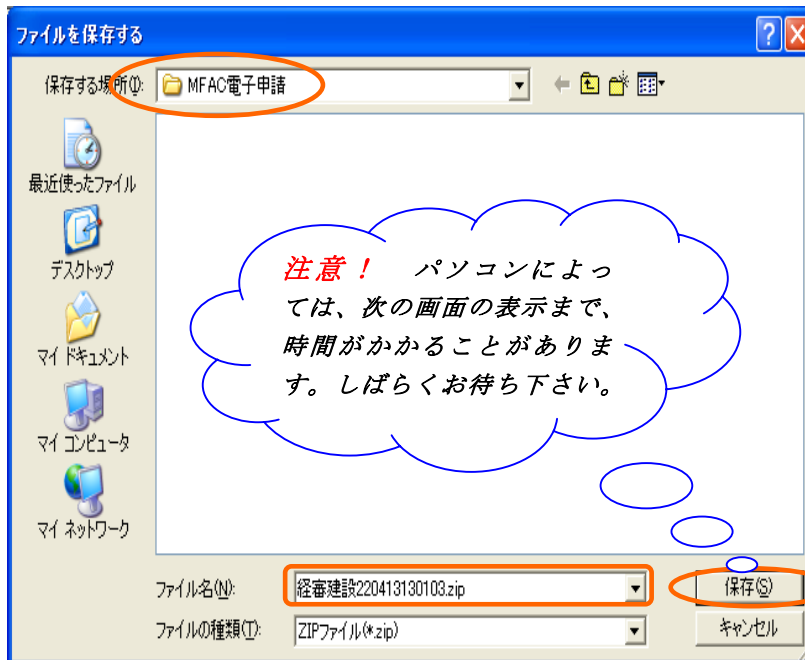 ファイルを保存する
保存する場所(I):
MFAC電子申請
最近使ったファイル
デスクトップ
マイ ドキュメント
マイ コンピュータ
マイ ネットワーク
注意！　パソコンによっ
ては、次の画面の表示まで、
時間がかかることがありま
す。しばらくお待ち下さい。
ファイル名(N):
経審建設220413130103.zip
保存(S)
ファイルの種類(T):
ZIPファイル(*.zip)
キャンセル